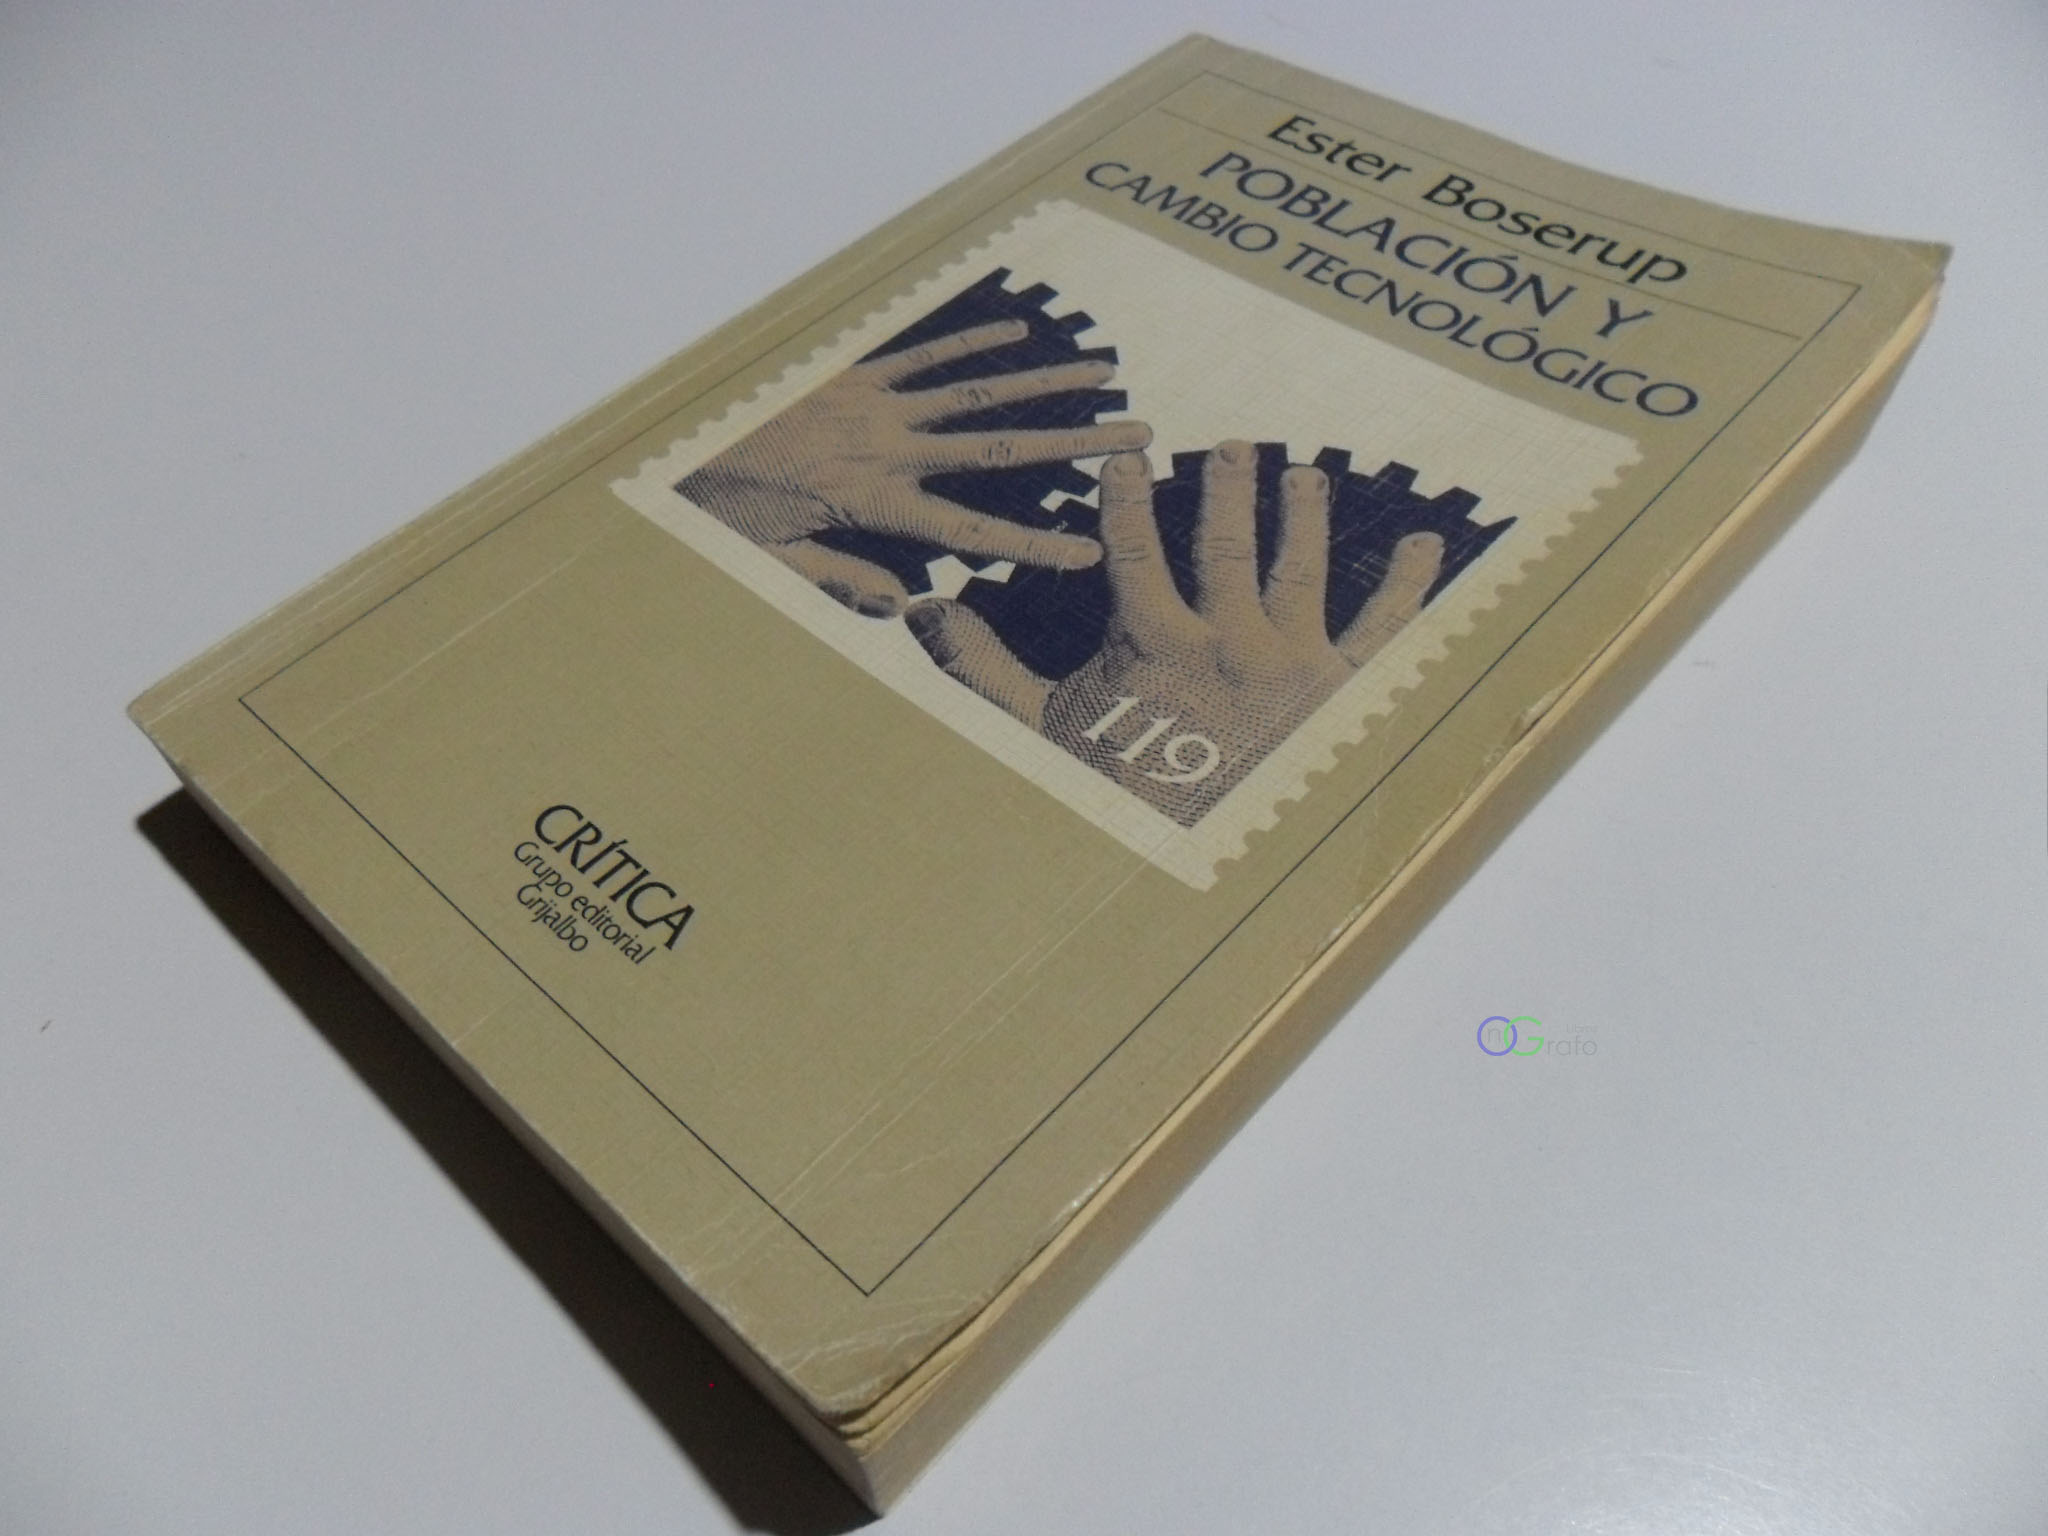 Ester Boserup
POBLACIÓN Y
CAMBIO TECNOLÓGICO
119
CRÍTICA
Grupo editorial
Grijalbo
OnGrafo